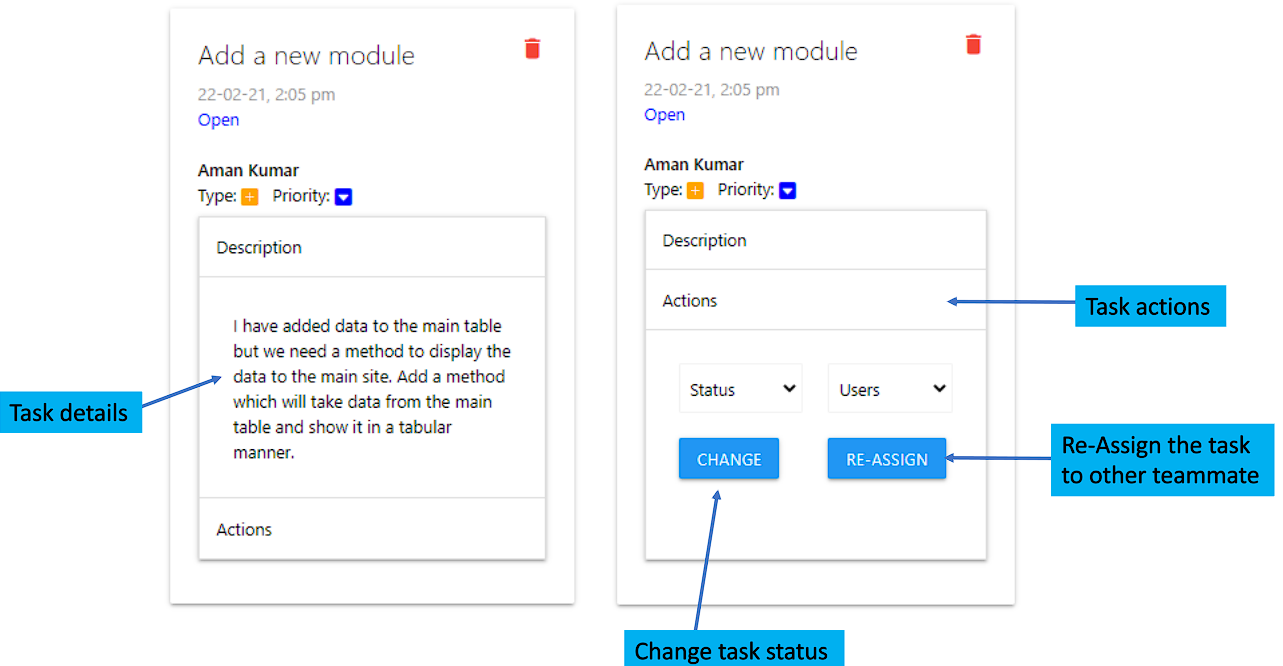 Add a new module
22-02-21, 2:05 pm
Open
Aman Kumar
Type: Priority:
Description
I have added data to the main table
but we need a method to display the
data to the main site. Add a method
which will take data from the main
table and show it in a tabular
manner.
Actions
Task details
Add a new module
22-02-21, 2:05 pm
Open
Aman Kumar
Type: Priority:
Description
Actions
Task actions
Status
Users
CHANGE
RE-ASSIGN
Re-Assign the task
to other teammate
Change task status